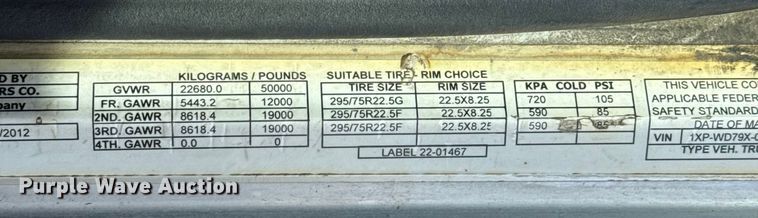 D BY
RS CO.
pany
/2012
KILOGRAMS / POUNDS
GVWR 22680.0 50000
FR. GAWR 5443.2 12000
2ND. GAWR 8618.4 19000
3RD. GAWR 8618.4 19000
4TH. GAWR 0.0 0
SUITABLE TIRE - RIM CHOICE
TIRE SIZE RIM SIZE
295/75R22.5G 22.5X8.25
295/75R22.5F 22.5X8.25
295/75R22.5F 22.5X8.25
LABEL 22-01467
KPA COLD PSI
720 105
590 85
590 85
THIS VEHICLE CO
APPLICABLE FEDER
SAFETY STANDARD
DATE OF MA
VIN 1XP-WD79X-
TYPE VEH. TR
Purple Wave Auction